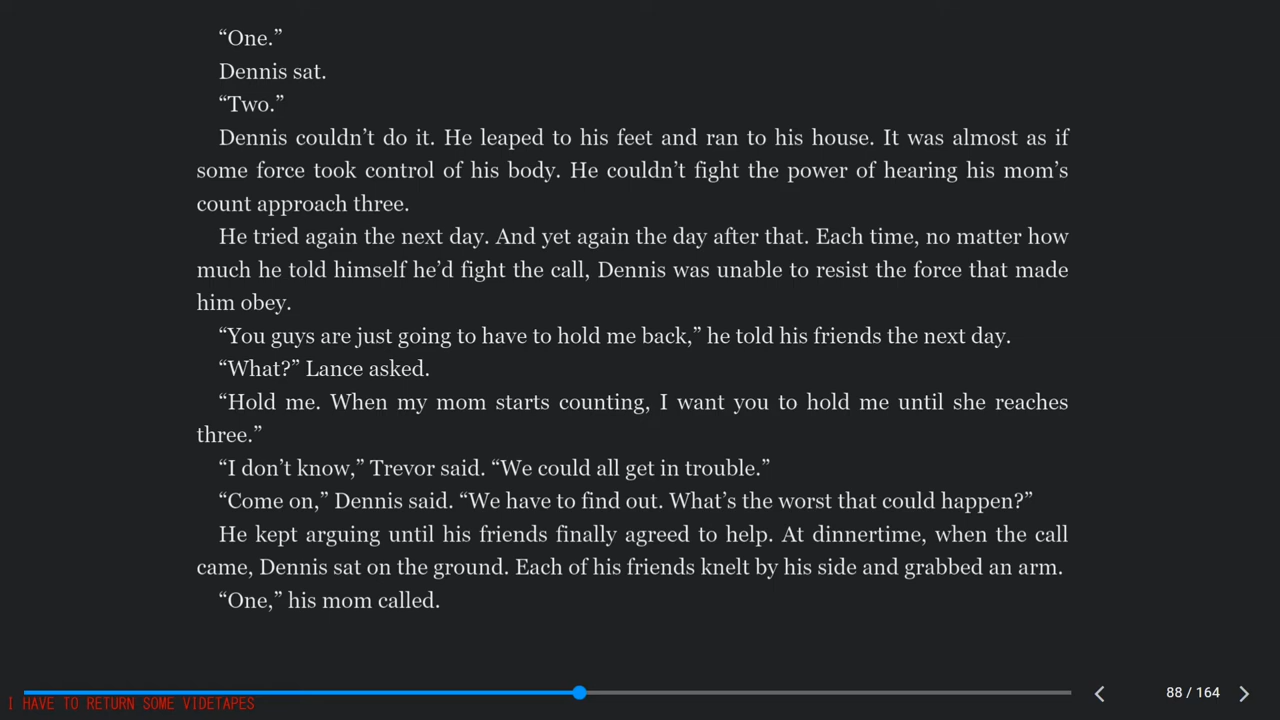 “One.”
Dennis sat.
“Two.”
Dennis couldn’t do it. He leaped to his feet and ran to his house. It was almost as if
some force took control of his body. He couldn’t fight the power of hearing his mom’s
count approach three.
He tried again the next day. And yet again the day after that. Each time, no matter how
much he told himself he’d fight the call, Dennis was unable to resist the force that made
him obey.
“You guys are just going to have to hold me back,” he told his friends the next day.
“What?” Lance asked.
“Hold me. When my mom starts counting, I want you to hold me until she reaches
three.”
“I don’t know,” Trevor said. “We could all get in trouble.”
“Come on,” Dennis said. “We have to find out. What’s the worst that could happen?”
He kept arguing until his friends finally agreed to help. At dinnertime, when the call
came, Dennis sat on the ground. Each of his friends knelt by his side and grabbed an arm.
“One,” his mom called.
88 / 164
I HAVE TO RETURN SOME VIDETAPES